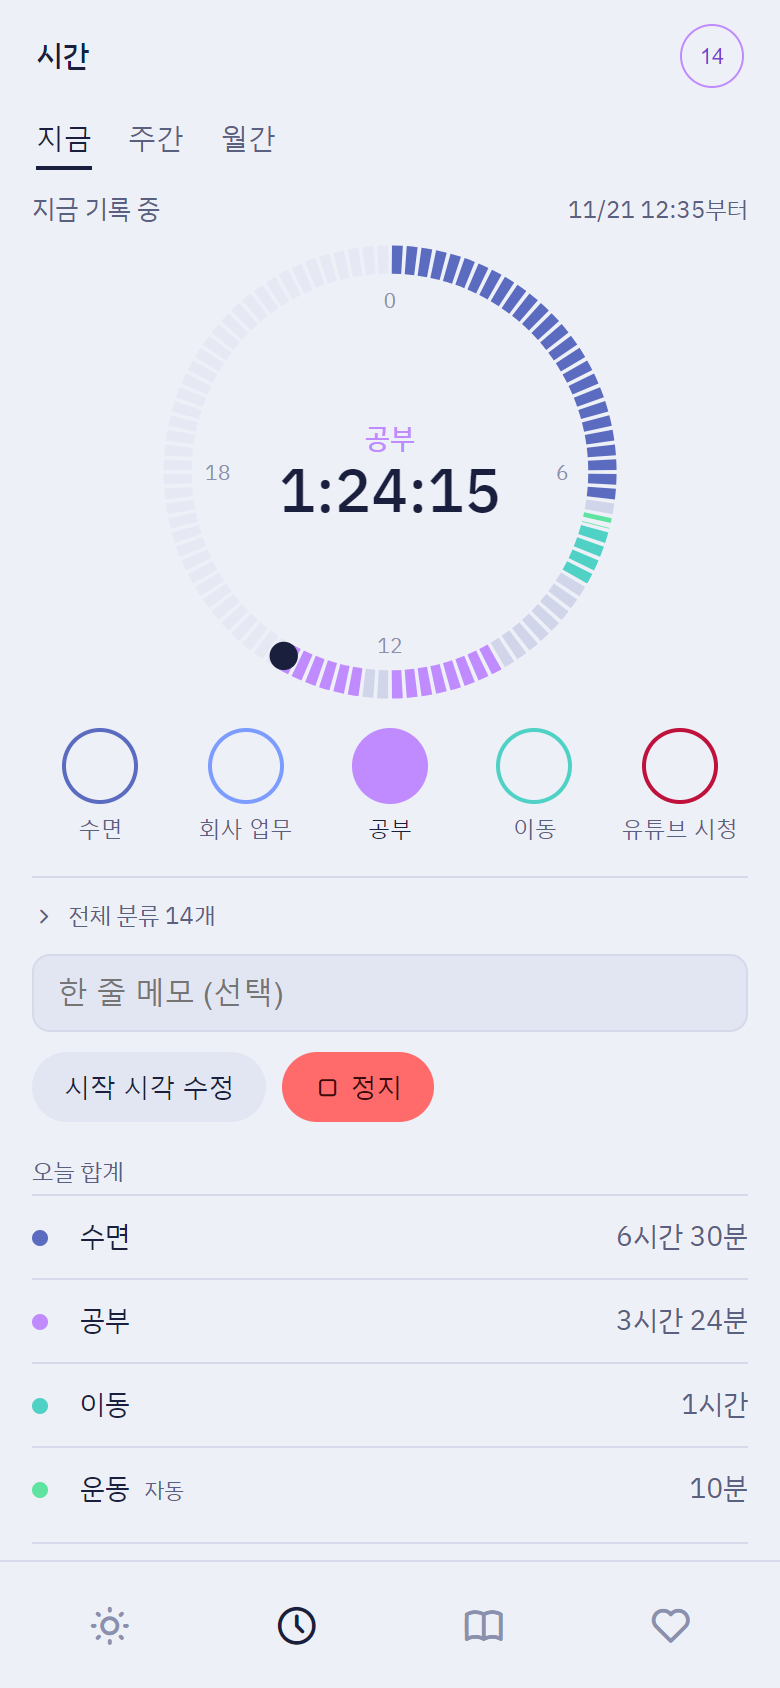 시간
14
지금 주간 월간
지금 기록 중
11/21 12:35부터
0
공부
18
1:24:15
6
12
수면
회사 업무
공부
이동
유튜브 시청
전체 분류 14개
한 줄 메모 (선택)
시작 시각 수정
정지
오늘 합계
수면 6시간 30분
공부 3시간 24분
이동 1시간
운동 자동 10분